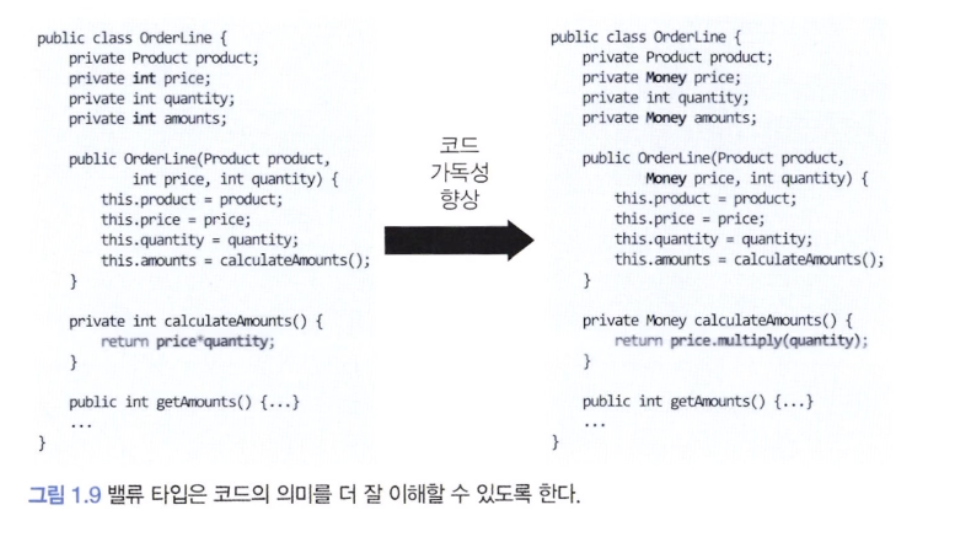 public class OrderLine {
private Product product;
private int price;
private int quantity;
private int amounts;
public OrderLine(Product product,
int price, int quantity) {
this.product = product;
this.price = price;
this.quantity = quantity;
this.amounts = calculateAmounts();
}
private int calculateAmounts() {
return price*quantity;
}
public int getAmounts() {...}
...
}
코드
가독성
향상
public class OrderLine {
private Product product;
private Money price;
private int quantity;
private Money amounts;
public OrderLine(Product product,
Money price, int quantity) {
this.product = product;
this.price = price;
this.quantity = quantity;
this.amounts = calculateAmounts();
}
private Money calculateAmounts() {
return price.multiply(quantity);
}
public int getAmounts() {...}
...
}
그림 1.9 밸류 타입은 코드의 의미를 더 잘 이해할 수 있도록 한다.